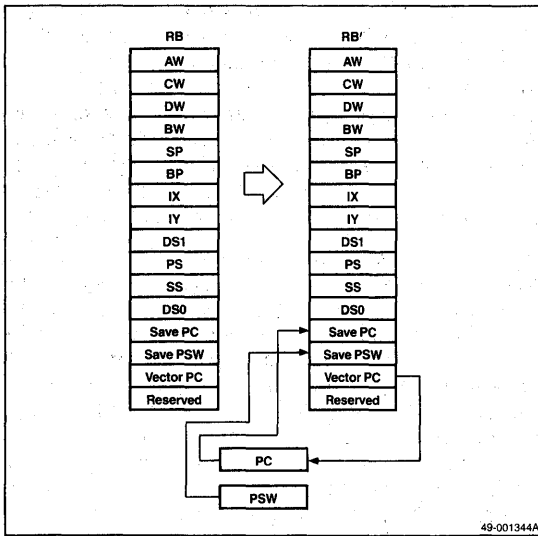 RB RB'
AW AW
CW CW
DW DW
BW BW
SP SP
BP BP
IX IX
IY IY
DS1 DS1
PS PS
SS SS
DS0 DS0
Save PC Save PC
Save PSW Save PSW
Vector PC Vector PC
Reserved Reserved
PC
PSW
49-001344A